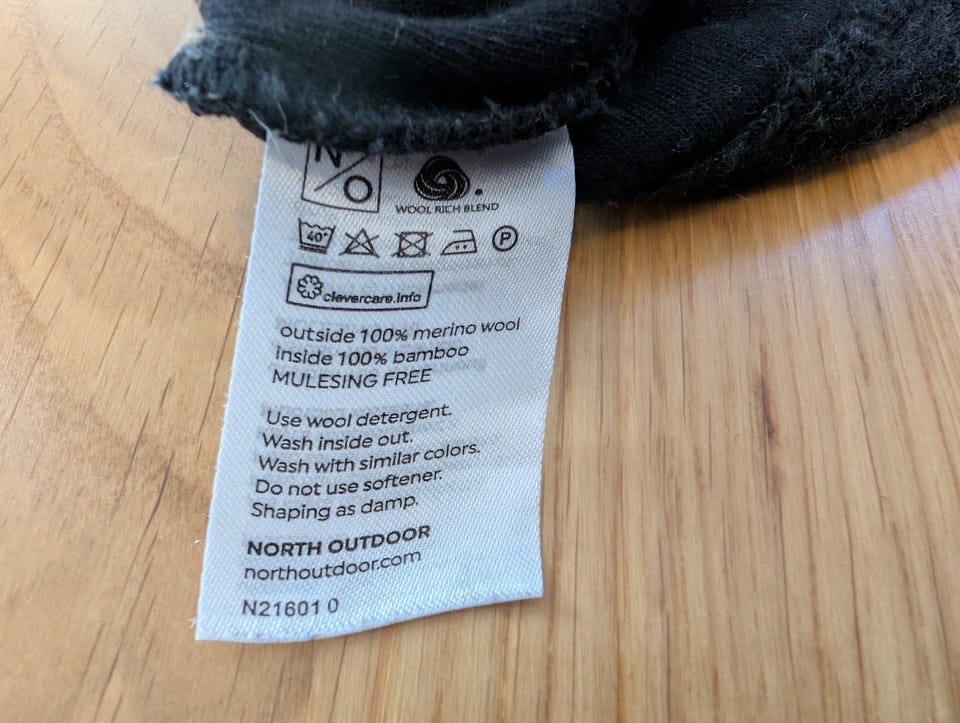 N/O
WOOL RICH BLEND
40°
P
clevercare.info
outside 100% merino wool
inside 100% bamboo
MULESING FREE
Use wool detergent.
Wash inside out.
Wash with similar colors.
Do not use softener.
Shaping as damp.
NORTH OUTDOOR
northoutdoor.com
N21601 0